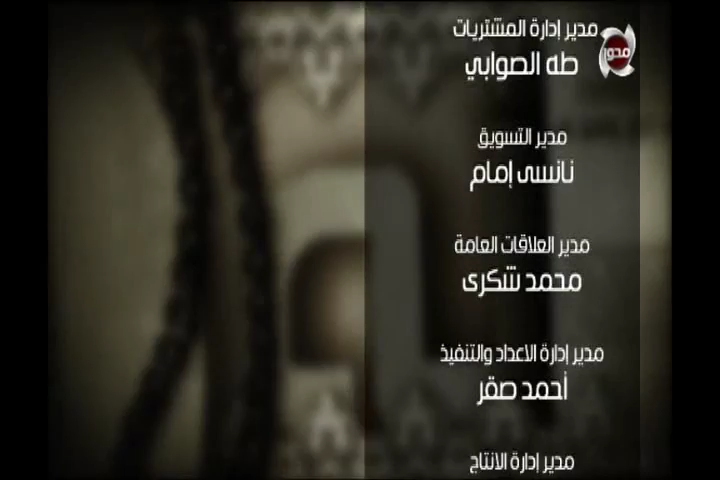 مدير إدارة المشتريات
طه الصوابي
محور
مدير التسويق
نانسى إمام
مدير العلاقات العامة
محمد شكرى
مدير إدارة الاعداد والتنفيذ
أحمد صقر
مدير إدارة الانتاج